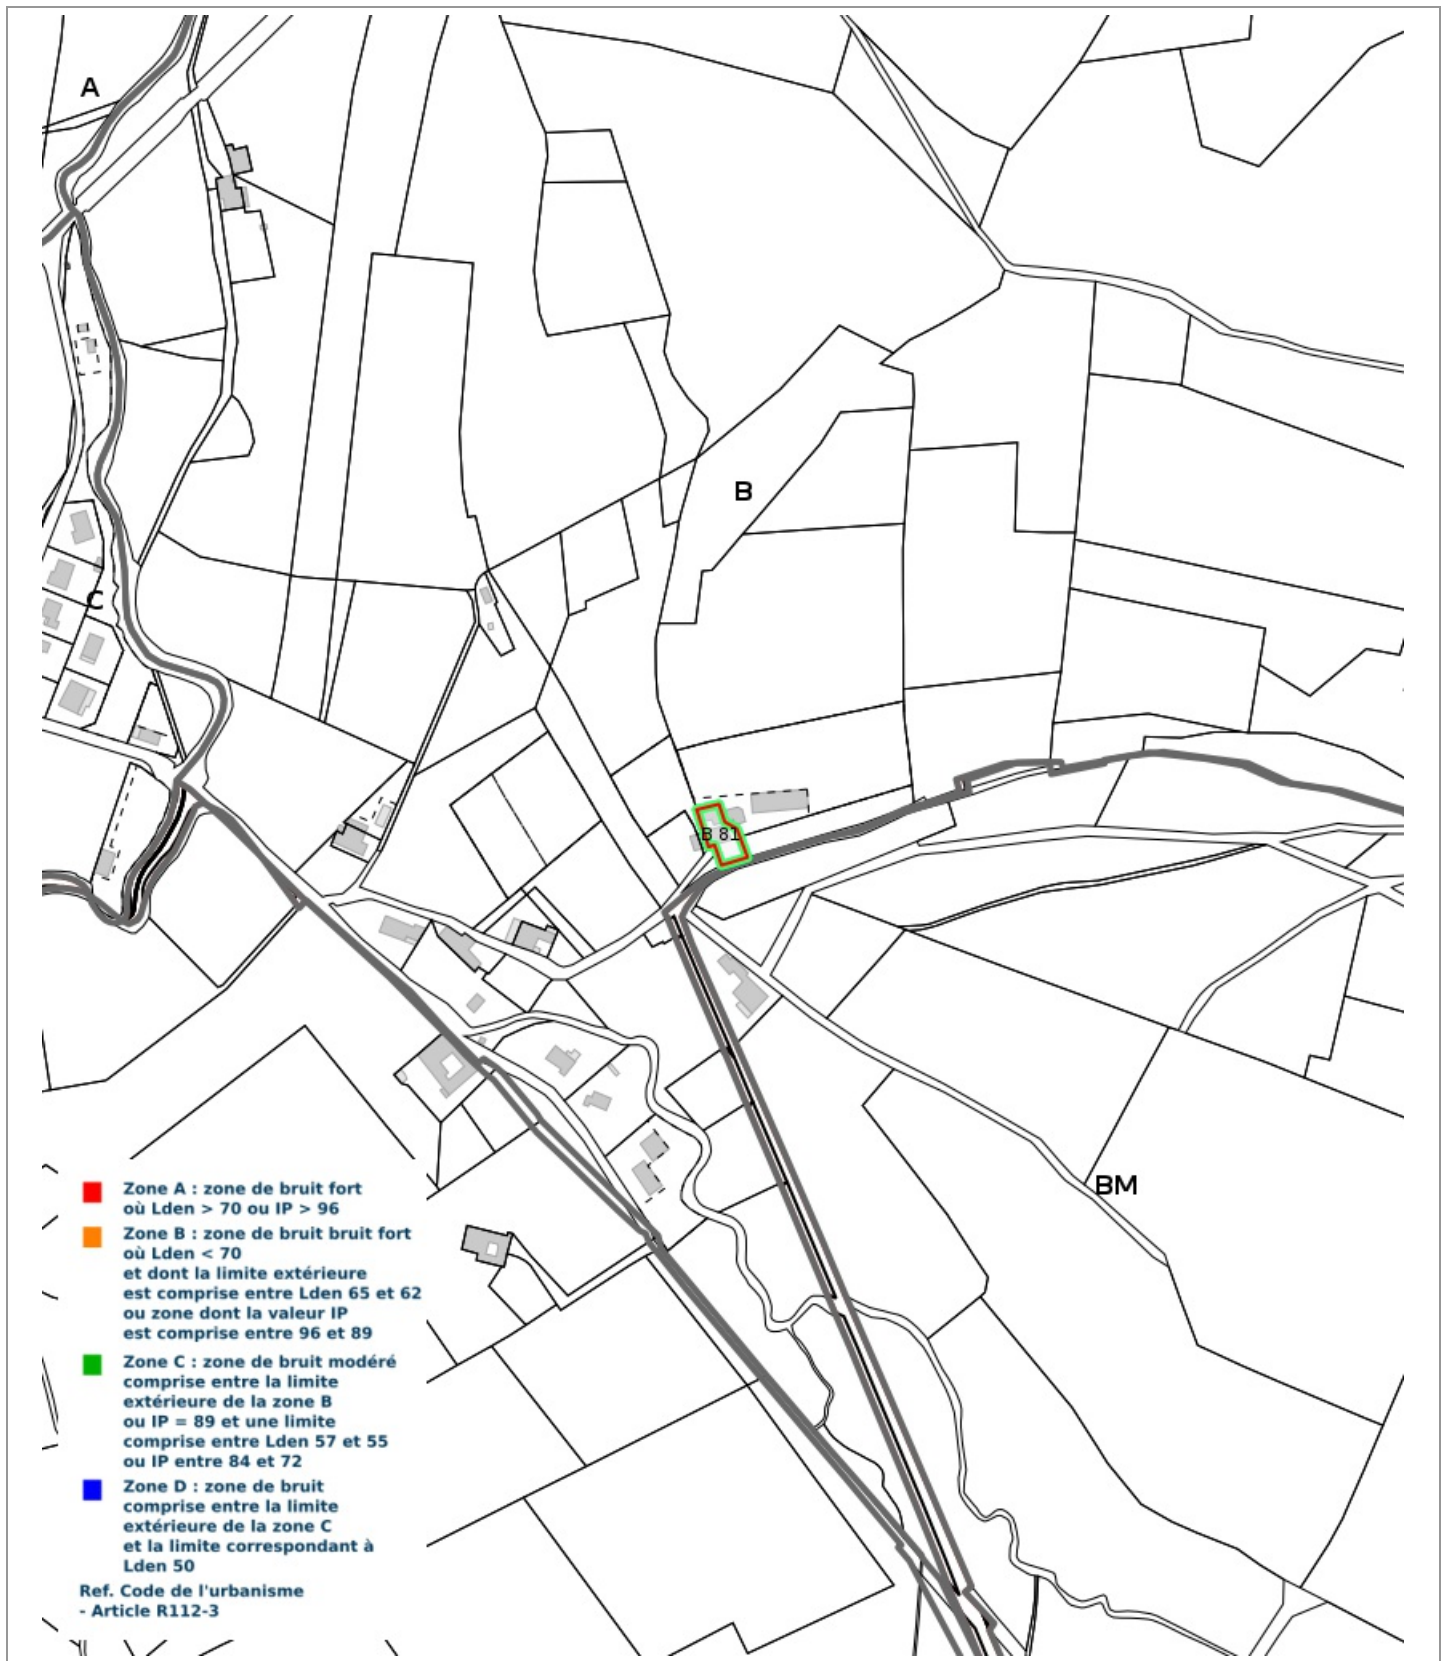 A
B
C
B 81
BM
Zone A : zone de bruit fort
où Lden > 70 ou IP > 96
Zone B : zone de bruit bruit fort
où Lden < 70
et dont la limite extérieure
est comprise entre Lden 65 et 62
ou zone dont la valeur IP
est comprise entre 96 et 89
Zone C : zone de bruit modéré
comprise entre la limite
extérieure de la zone B
ou IP = 89 et une limite
comprise entre Lden 57 et 55
ou IP entre 84 et 72
Zone D : zone de bruit
comprise entre la limite
extérieure de la zone C
et la limite correspondant à
Lden 50
Ref. Code de l'urbanisme
- Article R112-3